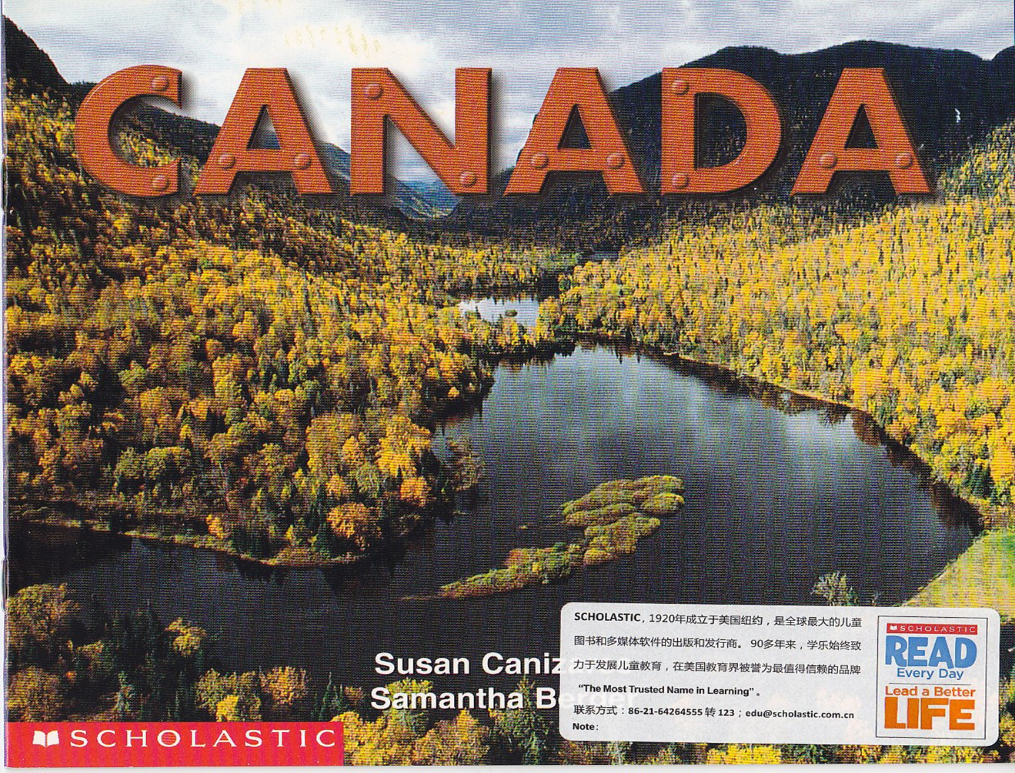 CANADA
Susan Caniz
Samantha Be
SCHOLASTIC
SCHOLASTIC, 1920年成立于美国纽约，是全球最大的儿童
图书和多媒体软件的出版和发行商。 90多年来，学乐始终致
力于发展儿童教育，在美国教育界被誉为最值得信赖的品牌
“The Most Trusted Name in Learning”。
联系方式：86-21-64264555 转 123；edu@scholastic.com.cn
Note:
SCHOLASTIC
READ
Every Day
Lead a Better
LIFE